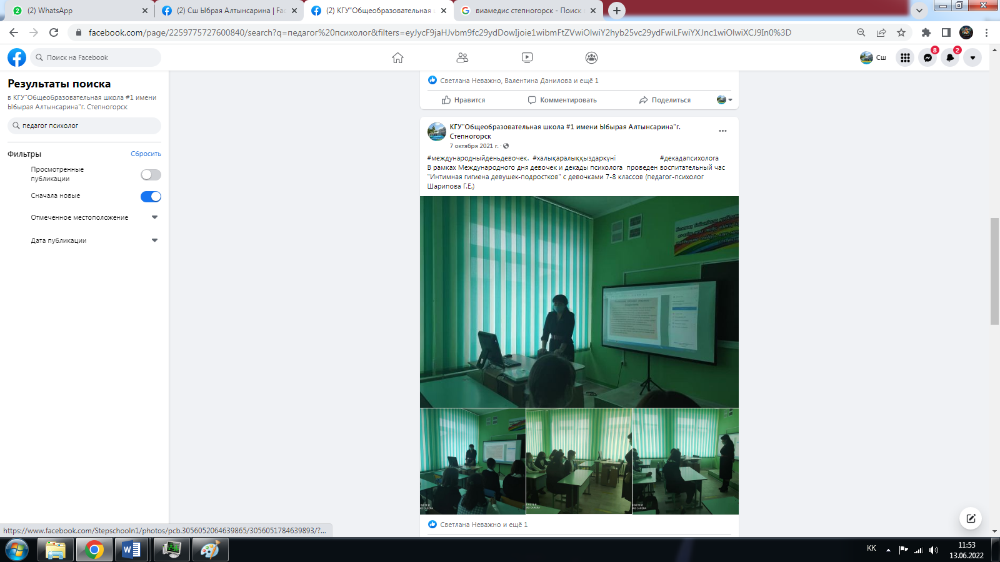 (2) WhatsApp
(2) Сш Ыбрая Алтынсарина | Fac
(2) КГУ"Общеобразовательная ш
виамедис степногорск - Поиск
facebook.com/page/2259775727600840/search?q=педагог%20психолог&filters=eyJycF9jaHJvbm9fc29ydDowIjoie1wibmFtZVwiOlwiY2hyb25vc29ydFwiLFwiYXJnc1wiOlwiXCJ9In0%3D
Поиск на Facebook
Сш
8
2
Результаты поиска
в КГУ"Общеобразовательная школа #1 имени
Ыбырая Алтынсарина"г. Степногорск
педагог психолог
Фильтры
Сбросить
Просмотренные
публикации
Сначала новые
Отмеченное местоположение
Дата публикации
Светлана Неважно, Валентина Данилова и ещё 1
Нравится
Комментировать
Поделиться
КГУ"Общеобразовательная школа #1 имени Ыбырая Алтынсарина"г.
Степногорск
7 октября 2021 г.
#международныйденьдевочек. #халықаралыққыздаркүні #декадапсихолога
В рамках Международного дня девочек и декады психолога проведен воспитательный час
"Интимная гигиена девушек-подростков" с девочками 7-8 классов (педагог-психолог
Шарипова Г.Е.)
Светлана Неважно и ещё 1
https://www.facebook.com/Stepschooln1/photos/pcb.3056052064639865/3056051784639893/?...
KK
11:53
13.06.2022